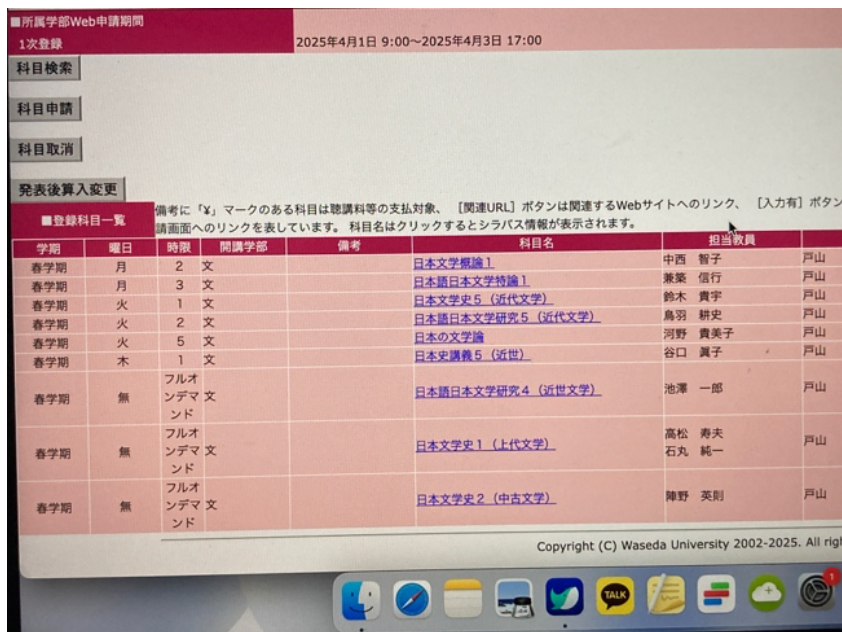 ■所属学部Web申請期間
1次登録 2025年4月1日 9:00～2025年4月3日 17:00
科目検索
科目申請
科目取消
発表後算入変更
■登録科目一覧
備考に「¥」マークのある科目は聴講料等の支払対象、 ［関連URL］ボタンは関連するWebサイトへのリンク、 ［入力有］ボタン
請画面へのリンクを表しています。 科目名はクリックするとシラバス情報が表示されます。
学期 曜日 時限 開講学部 備考 科目名 担当教員
春学期 月 2 文 日本文学概論1 中西 智子 戸山
春学期 月 3 文 日本語日本文学特論1 兼築 信行 戸山
春学期 火 1 文 日本文学史5（近代文学） 鈴木 貴宇 戸山
春学期 火 2 文 日本語日本文学研究5（近代文学） 鳥羽 耕史 戸山
春学期 火 5 文 日本の文学論 河野 貴美子 戸山
春学期 木 1 文 日本史講義5（近世） 谷口 眞子 戸山
春学期 無 フルオンデマンド 文 日本語日本文学研究4（近世文学） 池澤 一郎 戸山
春学期 無 フルオンデマンド 文 日本文学史1（上代文学） 高松 寿夫 石丸 純一 戸山
春学期 無 フルオンデマンド 文 日本文学史2（中古文学） 陣野 英則 戸山
Copyright (C) Waseda University 2002-2025. All righ
TALK
1